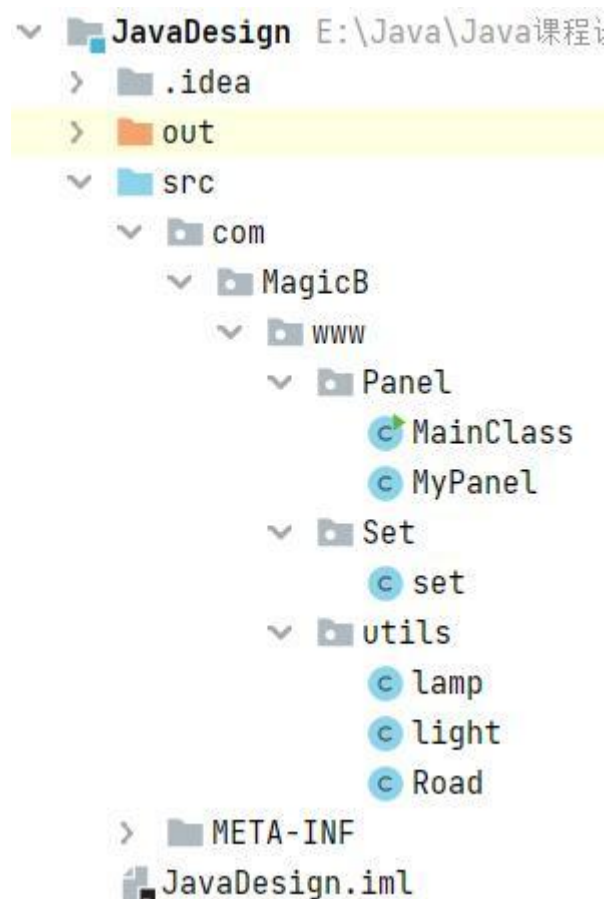 JavaDesign E:\Java\Java课程
.idea
out
src
com
MagicB
www
Panel
MainClass
MyPanel
Set
set
utils
lamp
light
Road
META-INF
JavaDesign.iml